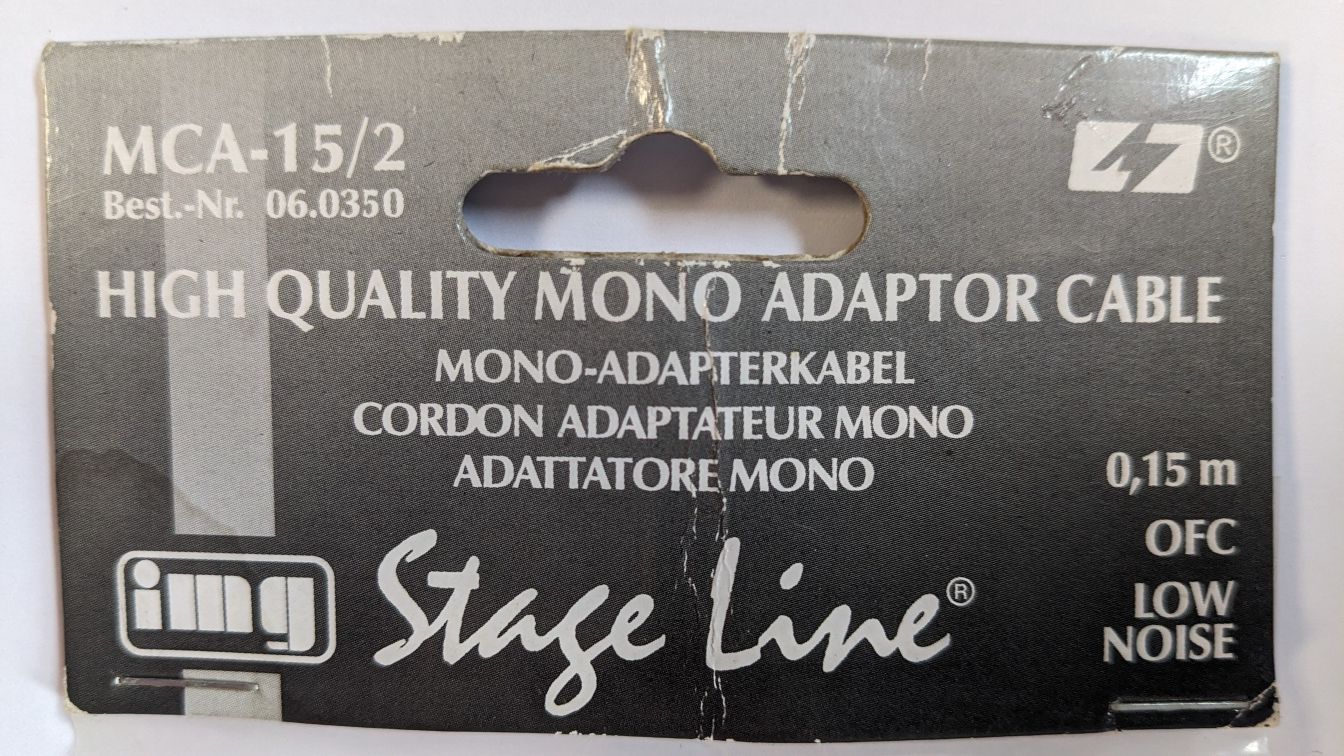 MCA-15/2
Best.-Nr. 06.0350
®
HIGH QUALITY MONO ADAPTOR CABLE
MONO-ADAPTERKABEL
CORDON ADAPTATEUR MONO
ADATTATORE MONO
0,15 m
OFC
LOW
NOISE
img Stage Line®